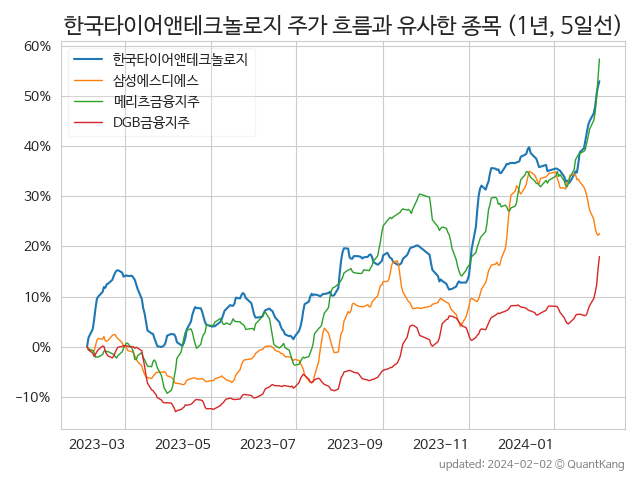 한국타이어앤테크놀로지 주가 흐름과 유사한 종목 (1년, 5일선)
60%
50%
40%
30%
20%
10%
0%
−10%
한국타이어앤테크놀로지
삼성에스디에스
메리츠금융지주
DGB금융지주
2023-03 2023-05 2023-07 2023-09 2023-11 2024-01
updated: 2024-02-02 © QuantKang